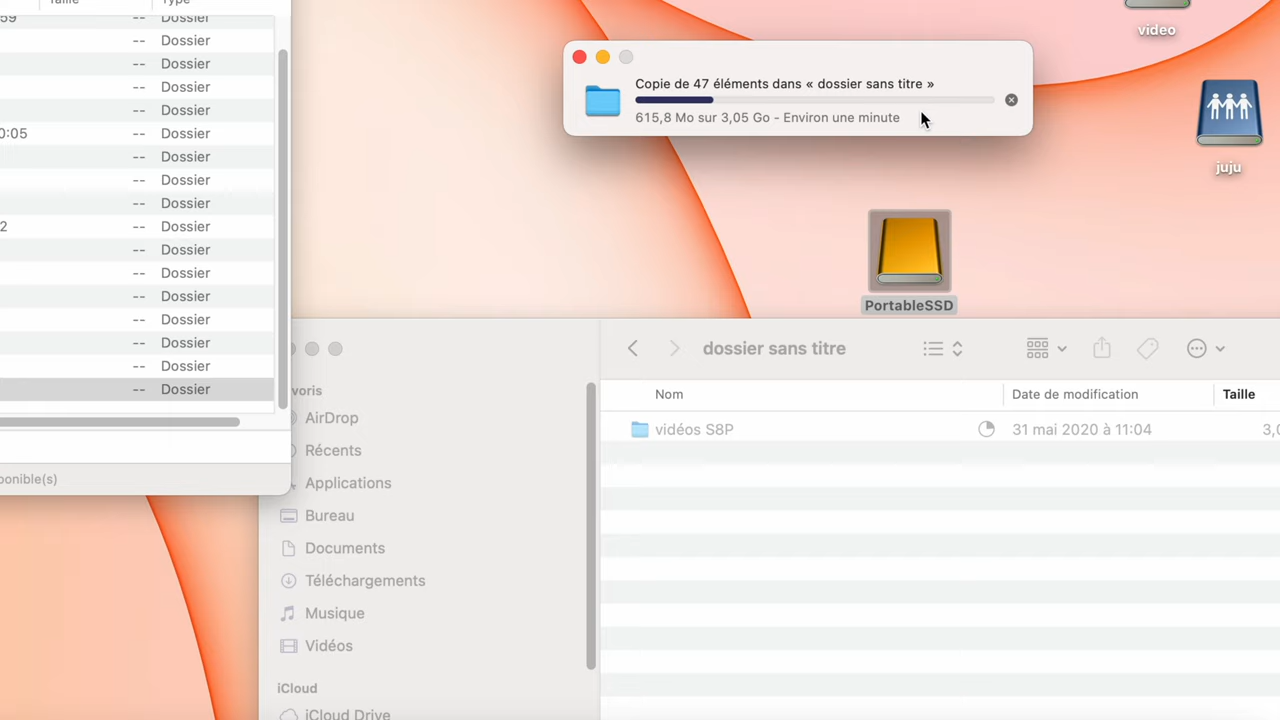 Taille Type
59 -- Dossier
-- Dossier
-- Dossier
-- Dossier
-- Dossier
0:05 -- Dossier
-- Dossier
-- Dossier
-- Dossier
2 -- Dossier
-- Dossier
-- Dossier
-- Dossier
-- Dossier
-- Dossier
-- Dossier
-- Dossier
ponible(s)
video
Copie de 47 éléments dans « dossier sans titre »
615,8 Mo sur 3,05 Go - Environ une minute
juju
PortableSSD
dossier sans titre
Nom Date de modification Taille
vidéos S8P 31 mai 2020 à 11:04 3,0
voris
AirDrop
Récents
Applications
Bureau
Documents
Téléchargements
Musique
Vidéos
iCloud
iCloud Drive